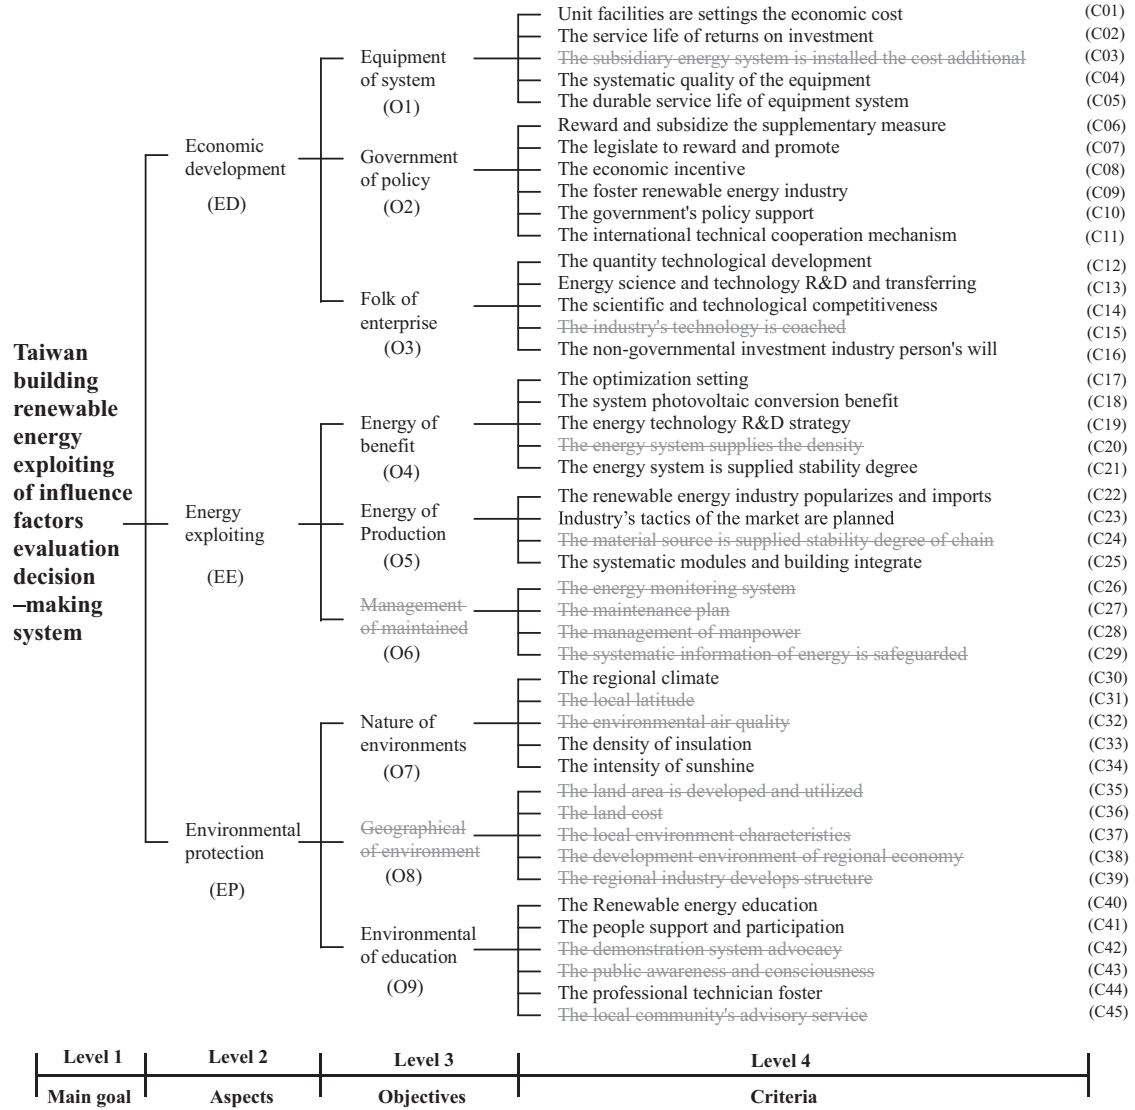 Taiwan
building
renewable
energy
exploiting
of influence
factors
evaluation
decision
–making
system
Economic
development
(ED)
Equipment
of system
(O1)
Unit facilities are settings the economic cost (C01)
The service life of returns on investment (C02)
The subsidiary energy system is installed the cost additional (C03)
The systematic quality of the equipment (C04)
The durable service life of equipment system (C05)
Government
of policy
(O2)
Reward and subsidize the supplementary measure (C06)
The legislate to reward and promote (C07)
The economic incentive (C08)
The foster renewable energy industry (C09)
The government's policy support (C10)
The international technical cooperation mechanism (C11)
Folk of
enterprise
(O3)
The quantity technological development (C12)
Energy science and technology R&D and transferring (C13)
The scientific and technological competitiveness (C14)
The industry's technology is coached (C15)
The non-governmental investment industry person's will (C16)
Energy
exploiting
(EE)
Energy of
benefit
(O4)
The optimization setting (C17)
The system photovoltaic conversion benefit (C18)
The energy technology R&D strategy (C19)
The energy system supplies the density (C20)
The energy system is supplied stability degree (C21)
Energy of
Production
(O5)
The renewable energy industry popularizes and imports (C22)
Industry's tactics of the market are planned (C23)
The material source is supplied stability degree of chain (C24)
The systematic modules and building integrate (C25)
Management
of maintained
(O6)
The energy monitoring system (C26)
The maintenance plan (C27)
The management of manpower (C28)
The systematic information of energy is safeguarded (C29)
Environmental
protection
(EP)
Nature of
environments
(O7)
The regional climate (C30)
The local latitude (C31)
The environmental air quality (C32)
The density of insulation (C33)
The intensity of sunshine (C34)
Geographical
of environment
(O8)
The land area is developed and utilized (C35)
The land cost (C36)
The local environment characteristics (C37)
The development environment of regional economy (C38)
The regional industry develops structure (C39)
Environmental
of education
(O9)
The Renewable energy education (C40)
The people support and participation (C41)
The demonstration system advocacy (C42)
The public awareness and consciousness (C43)
The professional technician foster (C44)
The local community's advisory service (C45)
Level 1 Level 2 Level 3 Level 4
Main goal Aspects Objectives Criteria